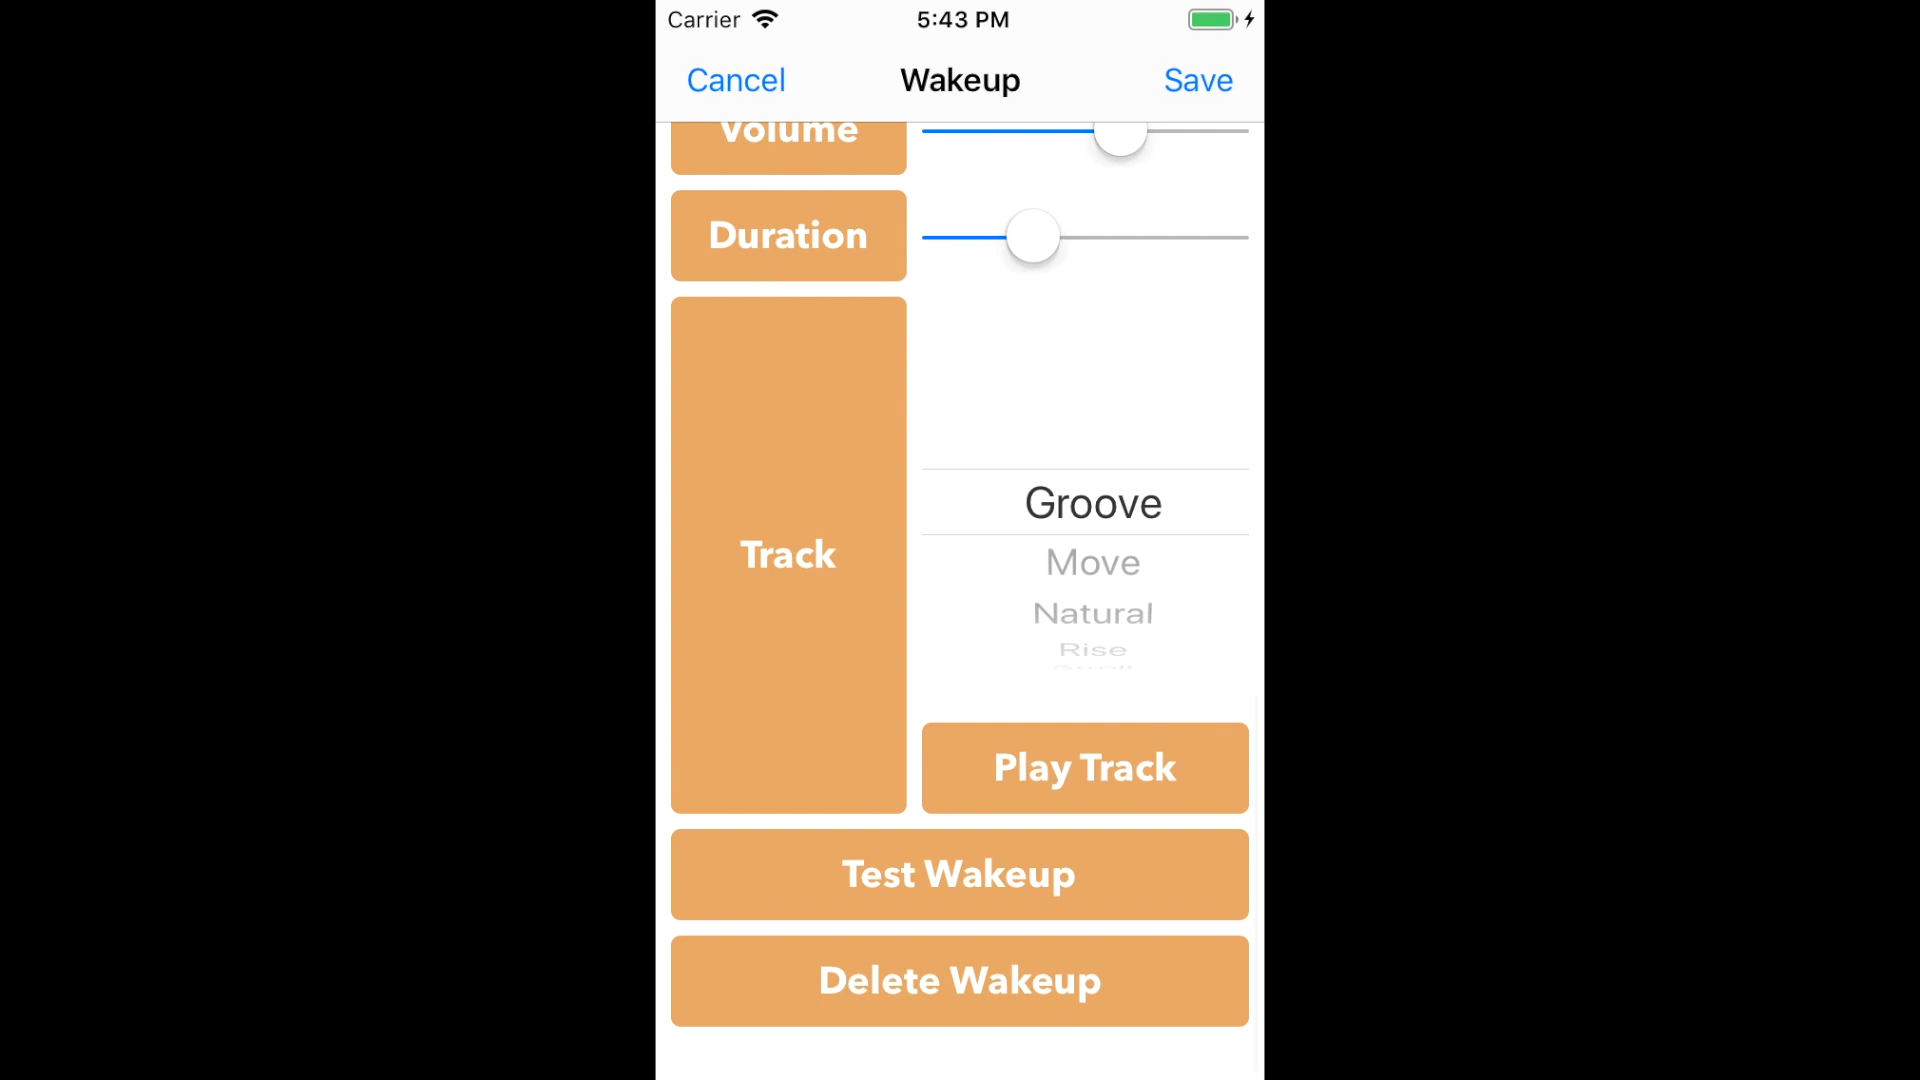 Carrier
5:43 PM
Cancel
Wakeup
Save
Volume
Duration
Track
Groove
Move
Natural
Rise
Play Track
Test Wakeup
Delete Wakeup